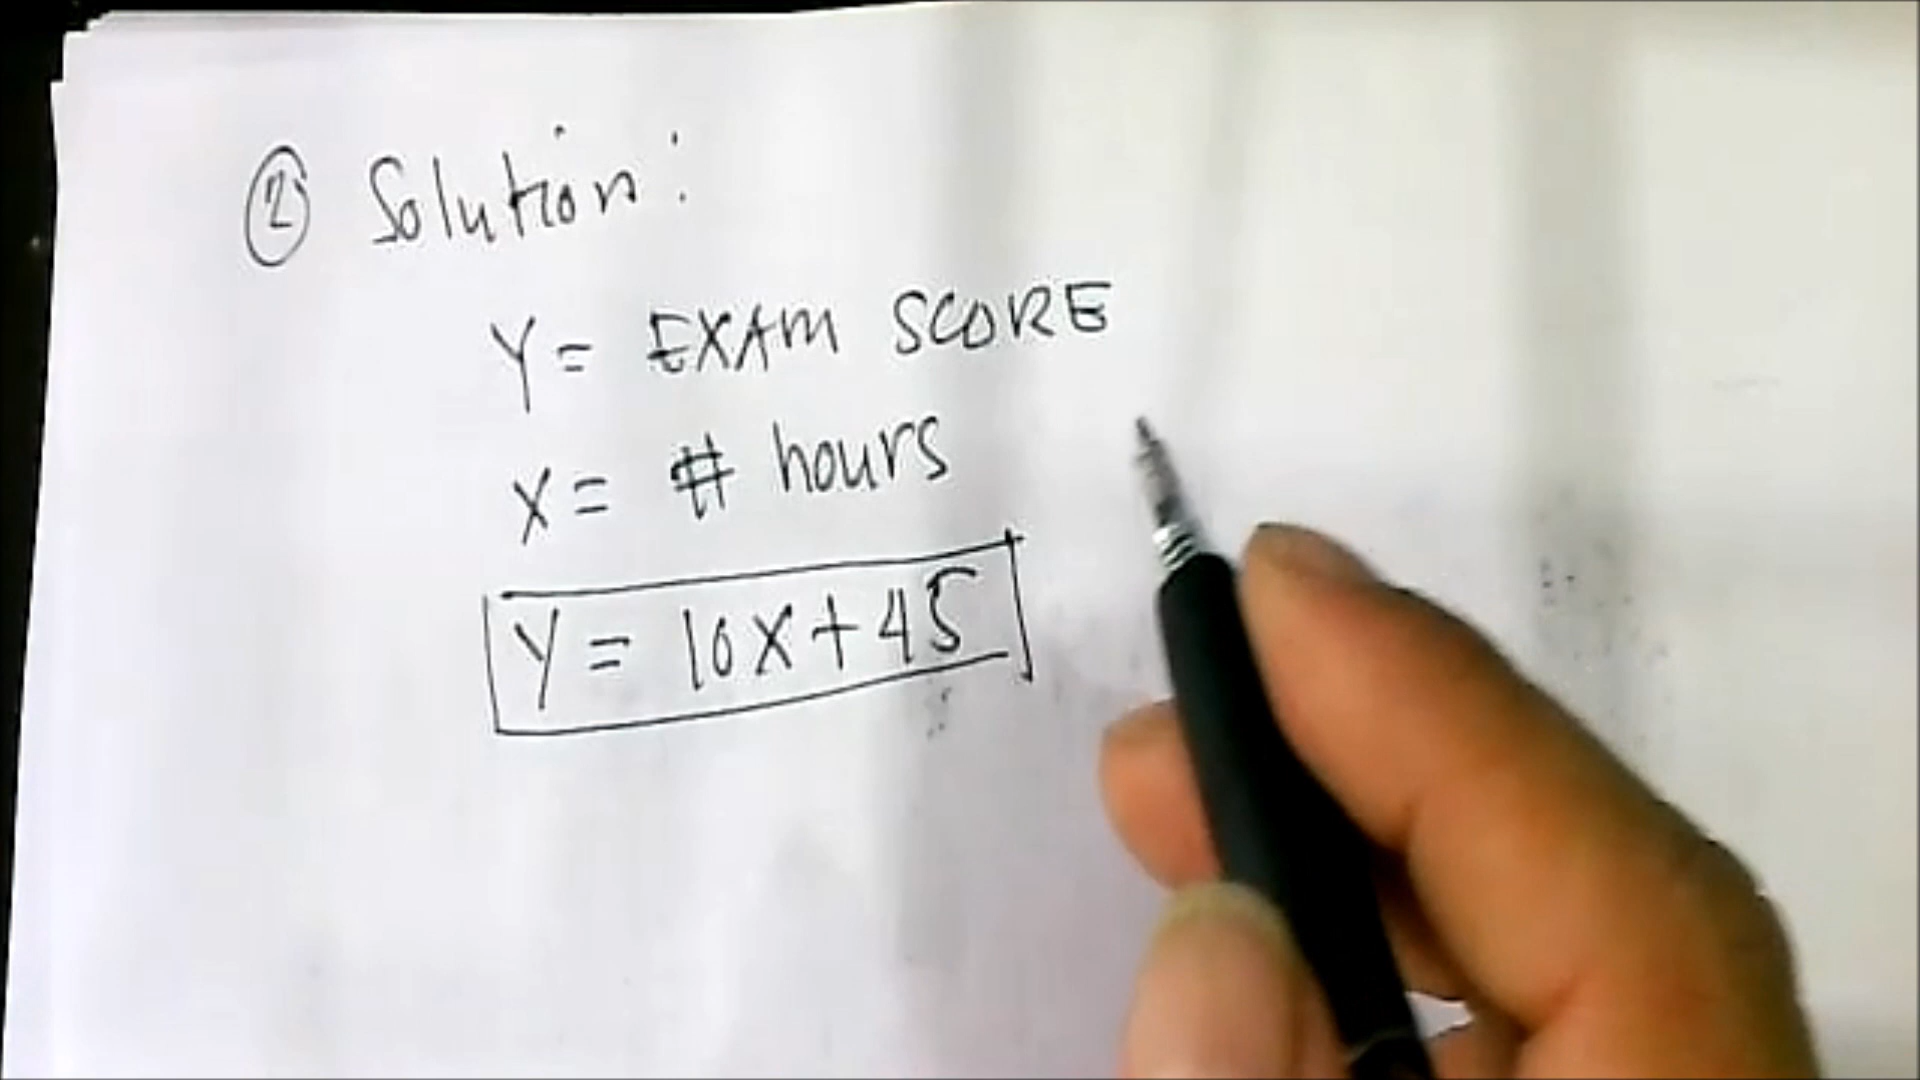 ② Solution:
Y = EXAM SCORE
X = # hours
Y = 10X + 45